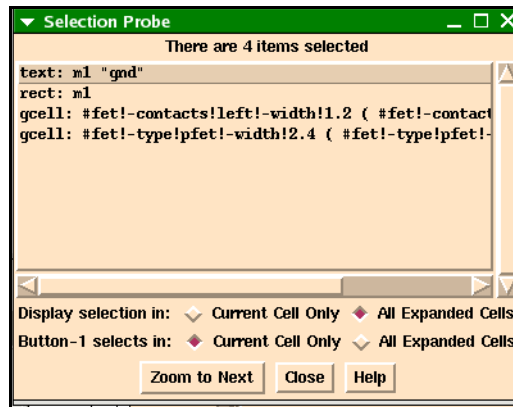 Selection Probe
There are 4 items selected
text: m1 "gnd"
rect: m1
gcell: #fet!-contacts!left!-width!1.2 ( #fet!-contact
gcell: #fet!-type!pfet!-width!2.4 ( #fet!-type!pfet!-
Display selection in: Current Cell Only All Expanded Cells
Button-1 selects in: Current Cell Only All Expanded Cells
Zoom to Next Close Help